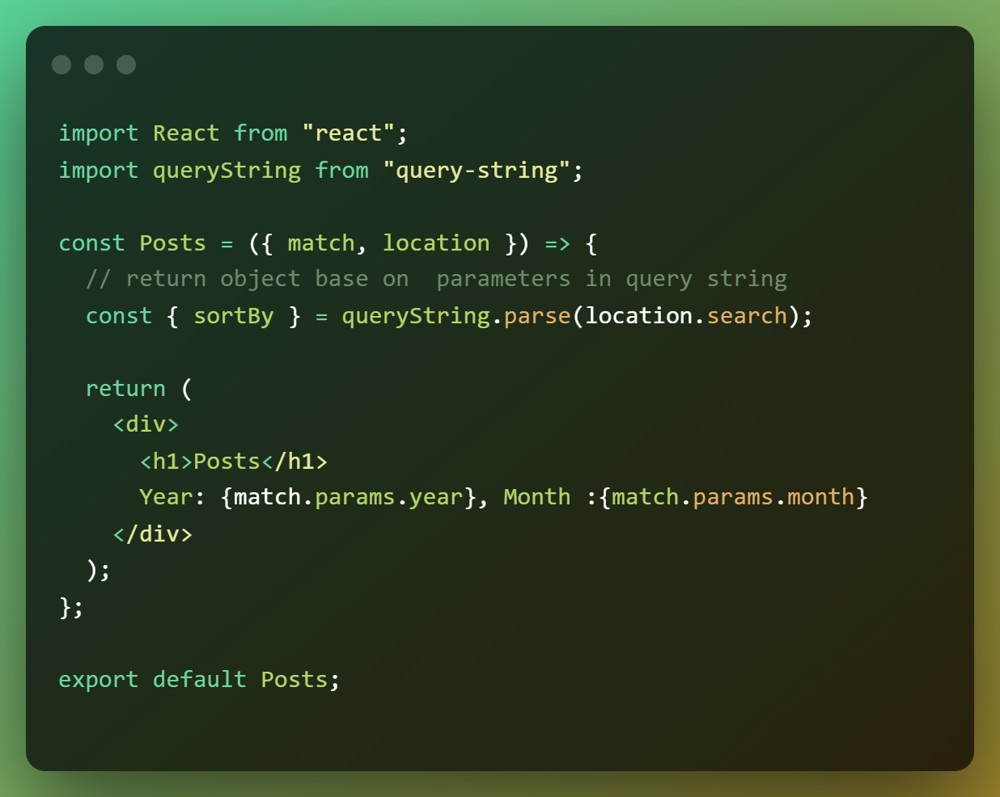 import React from "react";
import queryString from "query-string";
const Posts = ({ match, location }) => {
  // return object base on  parameters in query string
  const { sortBy } = queryString.parse(location.search);
  return (
    <div>
      <h1>Posts</h1>
      Year: {match.params.year}, Month :{match.params.month}
    </div>
  );
};
export default Posts;